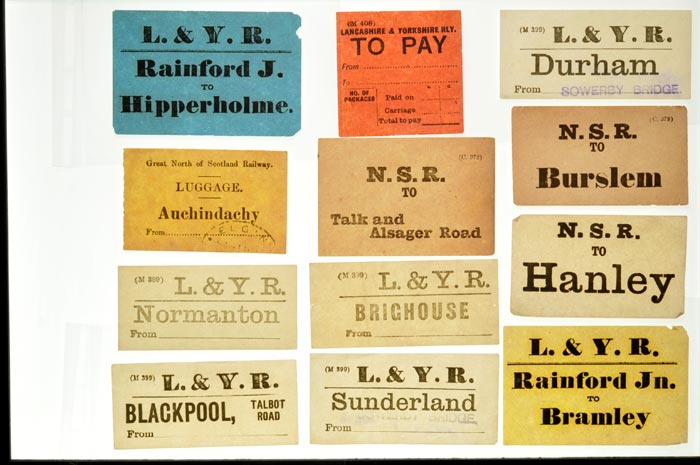 L. & Y. R.
Rainford J.
TO
Hipperholme.
(M 406)
LANCASHIRE & YORKSHIRE RLY.
TO PAY
From
To
NO. OF PACKAGES
Paid on
Carriage
Total to pay
(M 399)
L. & Y. R.
Durham
From
SOWERBY BRIDGE.
Great North of Scotland Railway.
LUGGAGE.
Auchindachy
From
ELG
(C. 372)
N. S. R.
TO
Talk and
Alsager Road
(C. 372)
N. S. R.
TO
Burslem
N. S. R.
TO
Hanley
(M 399)
L. & Y. R.
Normanton
From
(M 399)
L. & Y. R.
BRIGHOUSE
From
(M 399)
L. & Y. R.
BLACKPOOL, TALBOT ROAD
From
(M 399)
L. & Y. R.
Sunderland
From
L. & Y. R.
Rainford Jn.
TO
Bramley